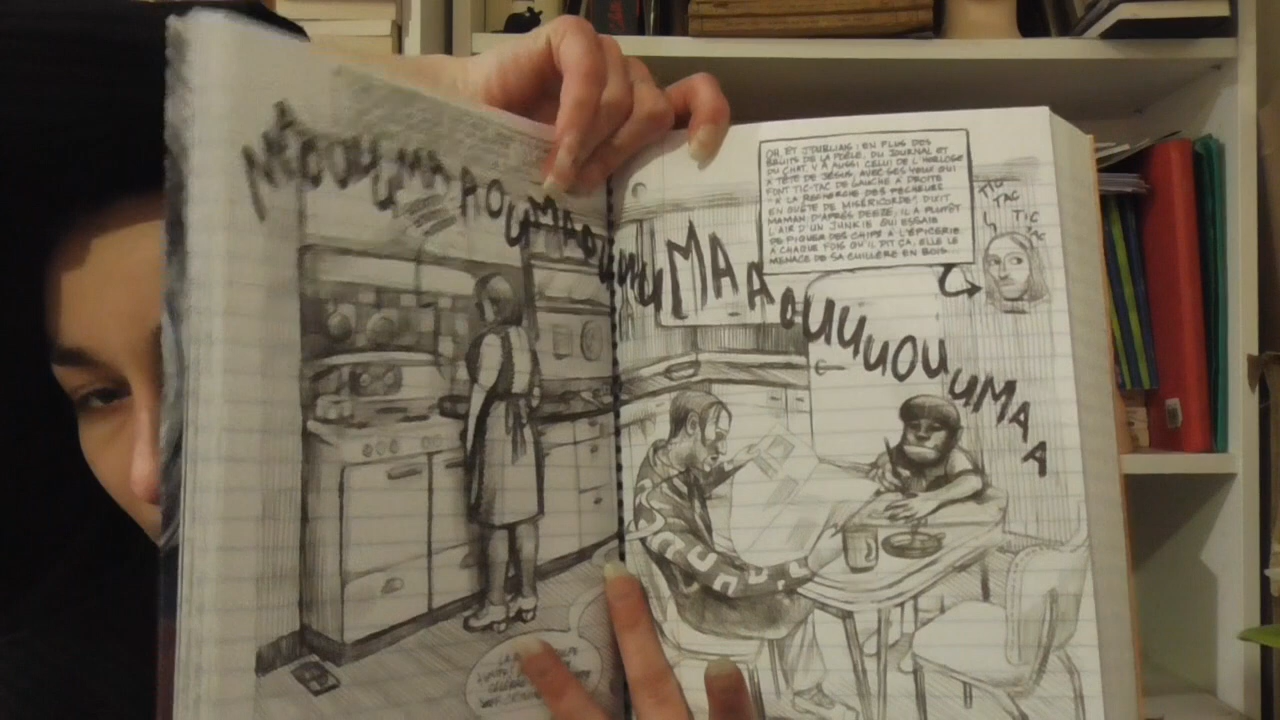 MÉOOUUMAAOUUMAAOUUUUMAAOUUUUOUUUMAAA
OH, ET J'OUBLIAIS : EN PLUS DES
BRUITS DE LA POÊLE, DU JOURNAL ET
DU CHAT, Y A AUSSI CELUI DE L'HORLOGE
À TÊTE DE JÉSUS, AVEC SES YEUX QUI
FONT TIC-TAC DE GAUCHE À DROITE
"À LA RECHERCHE DES PÉCHEURS
EN QUÊTE DE MISÉRICORDE", DIXIT
MAMAN. D'APRÈS DEEZE, IL A PLUTÔT
L'AIR D'UN JUNKIE QUI ESSAIE
DE PIQUER DES CHIPS À L'ÉPICERIE.
À CHAQUE FOIS QU'IL DIT ÇA, ELLE LE
MENACE DE SA CUILLÈRE EN BOIS...
TIC
TAC
TIC
TAC